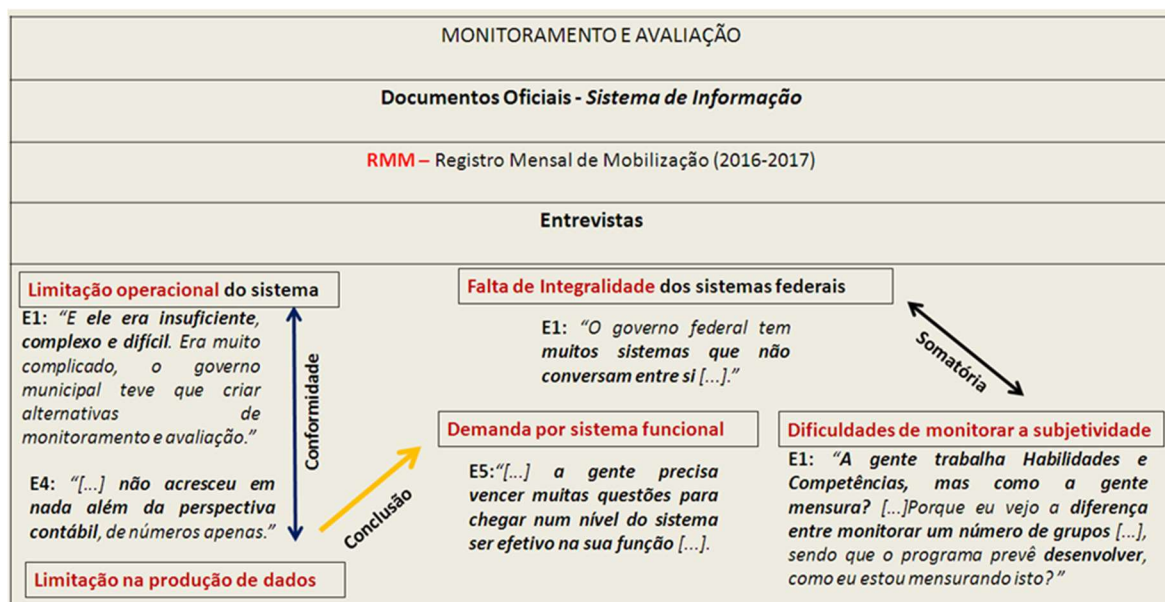 MONITORAMENTO E AVALIAÇÃO
Documentos Oficiais - Sistema de Informação
RMM – Registro Mensal de Mobilização (2016-2017)
Entrevistas
Limitação operacional do sistema
E1: “E ele era insuficiente,
complexo e difícil. Era muito
complicado, o governo
municipal teve que criar
alternativas de
monitoramento e avaliação.”
E4: “[...] não acresceu em
nada além da perspectiva
contábil, de números apenas.”
Limitação na produção de dados
Conformidade
Conclusão
Falta de Integralidade dos sistemas federais
E1: “O governo federal tem
muitos sistemas que não
conversam entre si [...].”
Somatória
Demanda por sistema funcional
E5:“[...] a gente precisa
vencer muitas questões para
chegar num nível do sistema
ser efetivo na sua função [...].
Dificuldades de monitorar a subjetividade
E1: “A gente trabalha Habilidades e
Competências, mas como a gente
mensura? [...]Porque eu vejo a diferença
entre monitorar um número de grupos [...],
sendo que o programa prevê desenvolver,
como eu estou mensurando isto?”